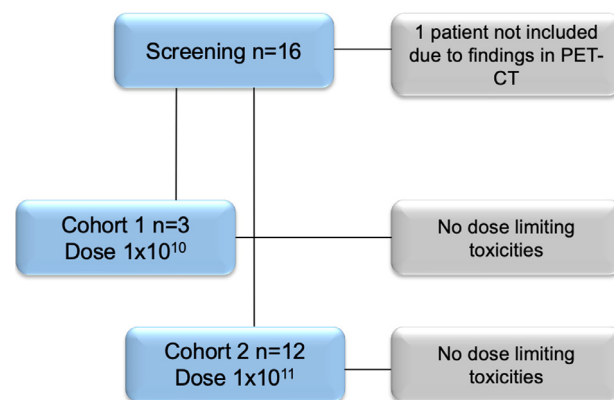 Screening n=16
1 patient not included
due to findings in PET-
CT
Cohort 1 n=3
Dose 1x10¹⁰
No dose limiting
toxicities
Cohort 2 n=12
Dose 1x10¹¹
No dose limiting
toxicities